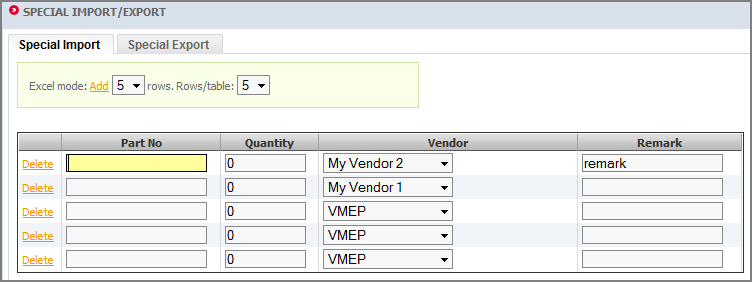 SPECIAL IMPORT/EXPORT
Special Import Special Export
Excel mode: Add 5 rows. Rows/table: 5
Part No Quantity Vendor Remark
Delete 0 My Vendor 2 remark
Delete 0 My Vendor 1
Delete 0 VMEP
Delete 0 VMEP
Delete 0 VMEP